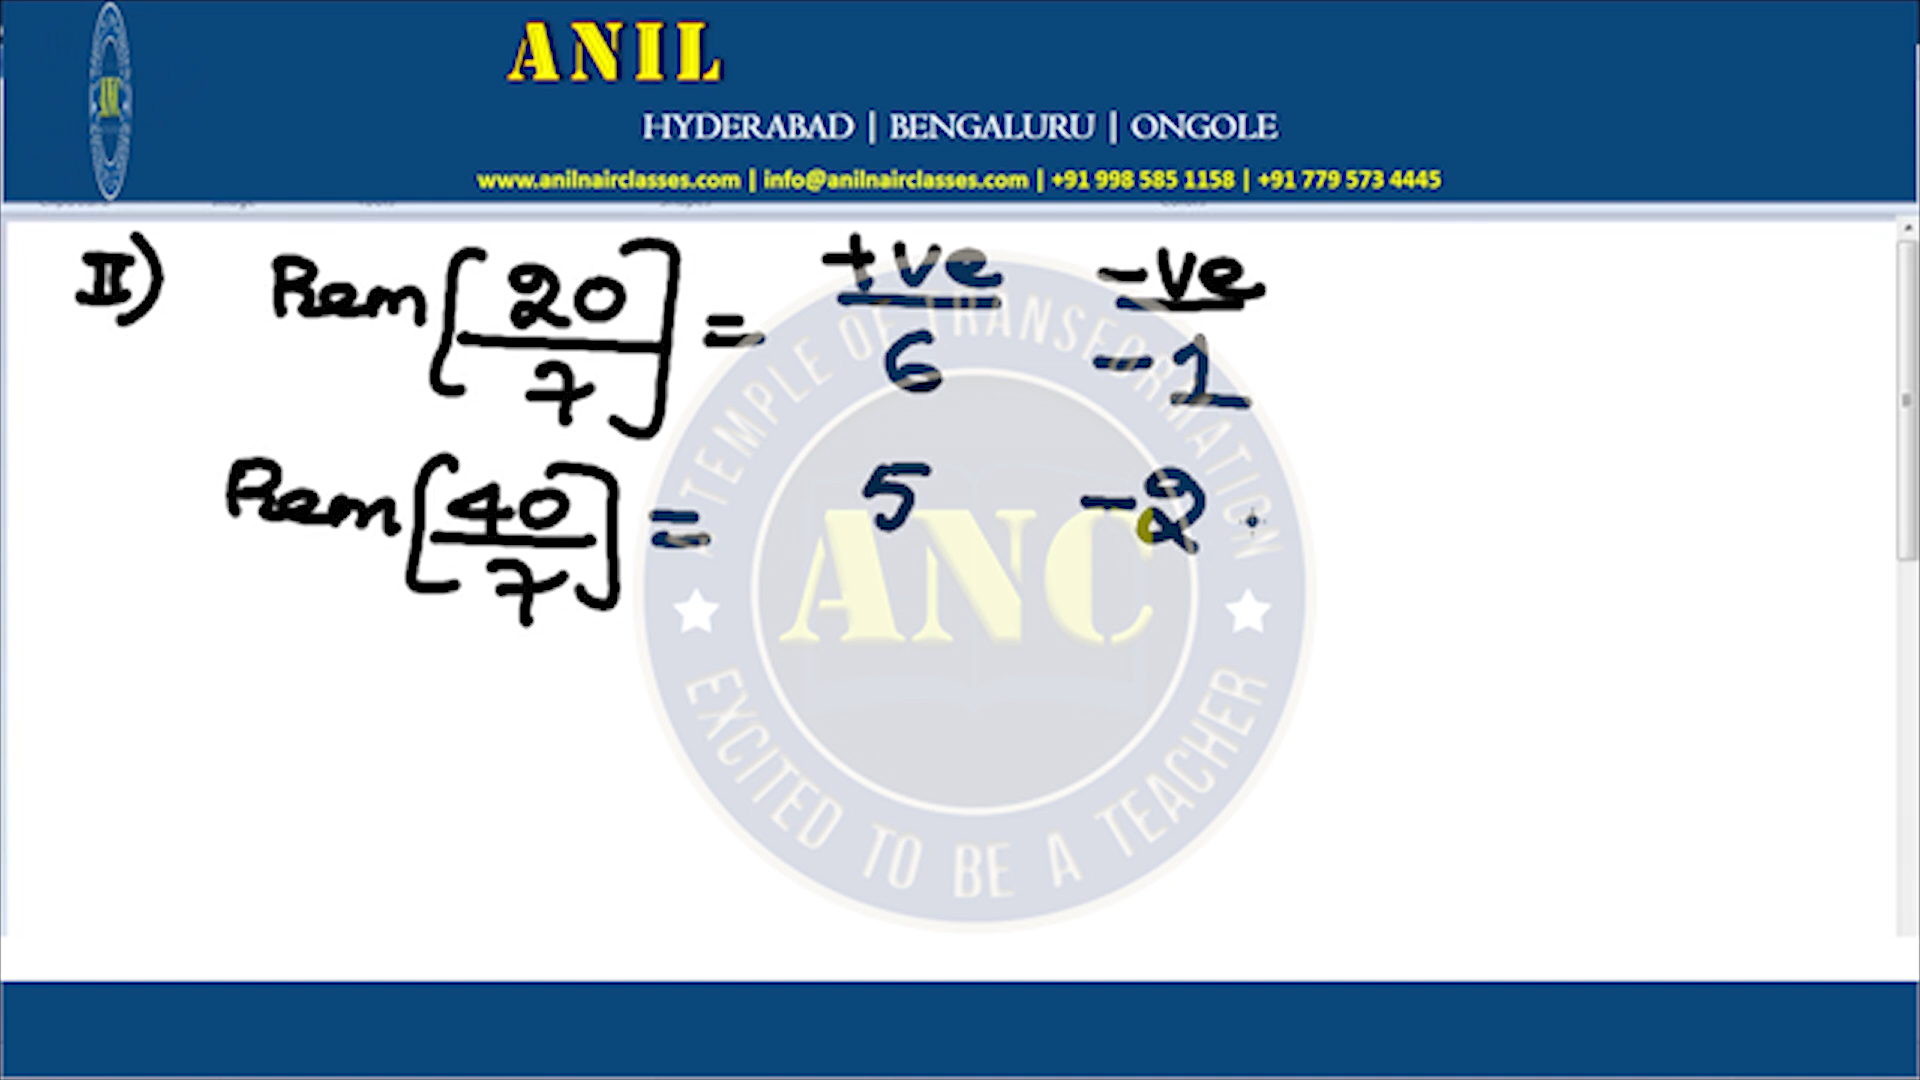 ANC
ANIL
HYDERABAD | BENGALURU | ONGOLE
www.anilnairclasses.com | info@anilnairclasses.com | +91 998 585 1158 | +91 779 573 4445
II) Rem[20/7] = +ve 6 -ve -1
Rem[40/7] = 5 -2
A TEMPLE OF TRANSFORMATION
ANC
EXCITED TO BE A TEACHER